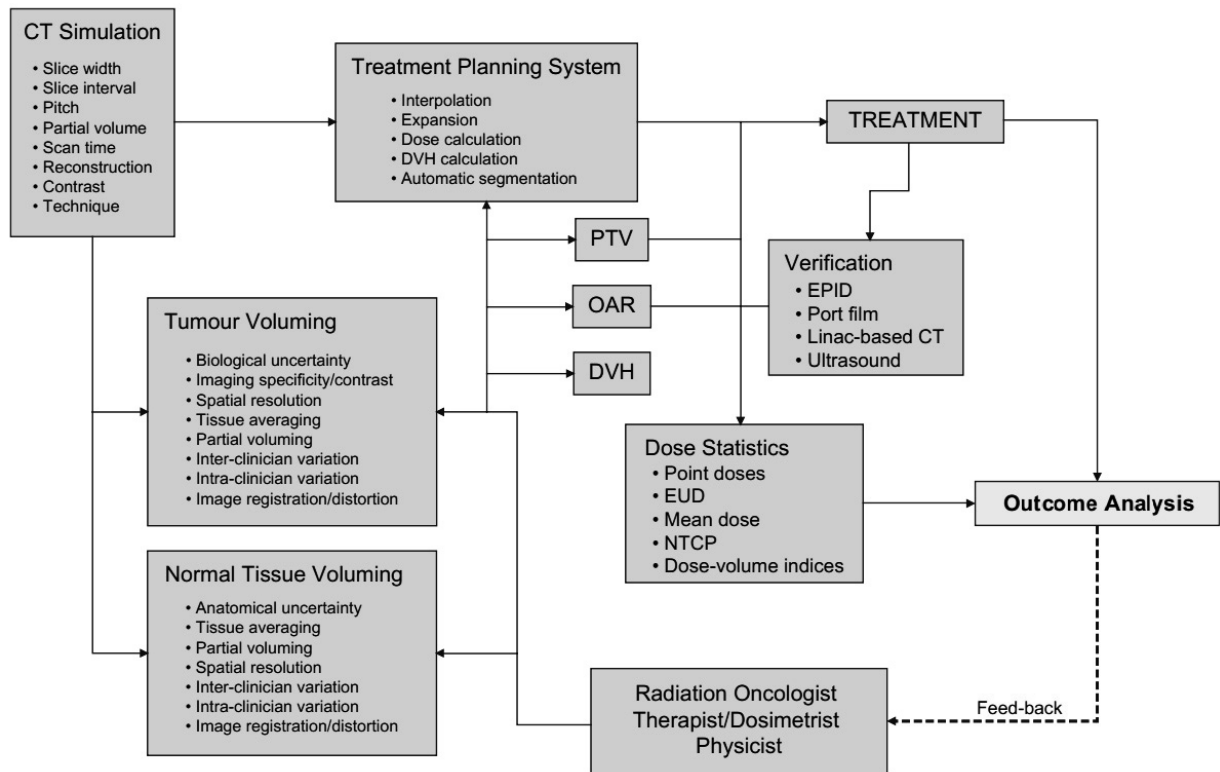 CT Simulation
• Slice width
• Slice interval
• Pitch
• Partial volume
• Scan time
• Reconstruction
• Contrast
• Technique
Treatment Planning System
• Interpolation
• Expansion
• Dose calculation
• DVH calculation
• Automatic segmentation
TREATMENT
PTV
OAR
DVH
Verification
• EPID
• Port film
• Linac-based CT
• Ultrasound
Tumour Voluming
• Biological uncertainty
• Imaging specificity/contrast
• Spatial resolution
• Tissue averaging
• Partial voluming
• Inter-clinician variation
• Intra-clinician variation
• Image registration/distortion
Dose Statistics
• Point doses
• EUD
• Mean dose
• NTCP
• Dose-volume indices
Outcome Analysis
Normal Tissue Voluming
• Anatomical uncertainty
• Tissue averaging
• Partial voluming
• Spatial resolution
• Inter-clinician variation
• Intra-clinician variation
• Image registration/distortion
Radiation Oncologist
Therapist/Dosimetrist
Physicist
Feed-back